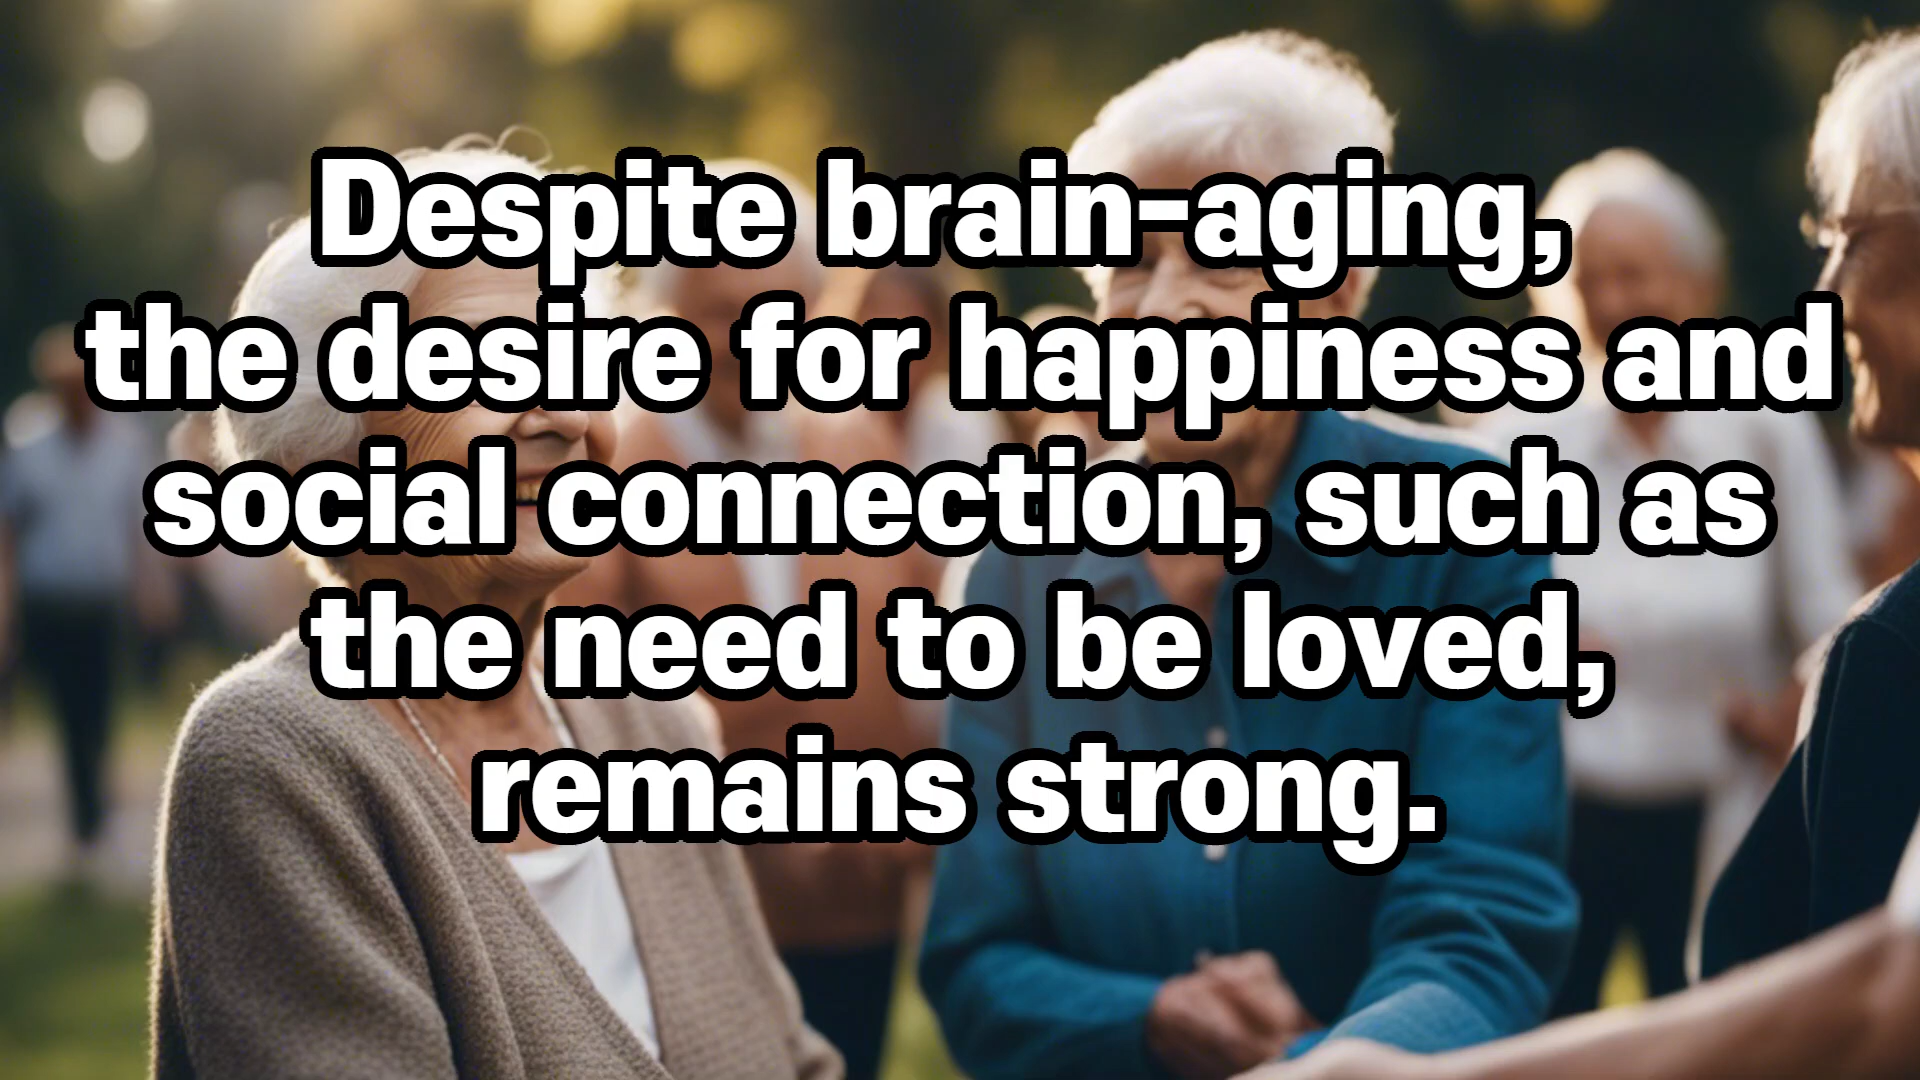 Despite brain-aging,
the desire for happiness and
social connection, such as
the need to be loved,
remains strong.